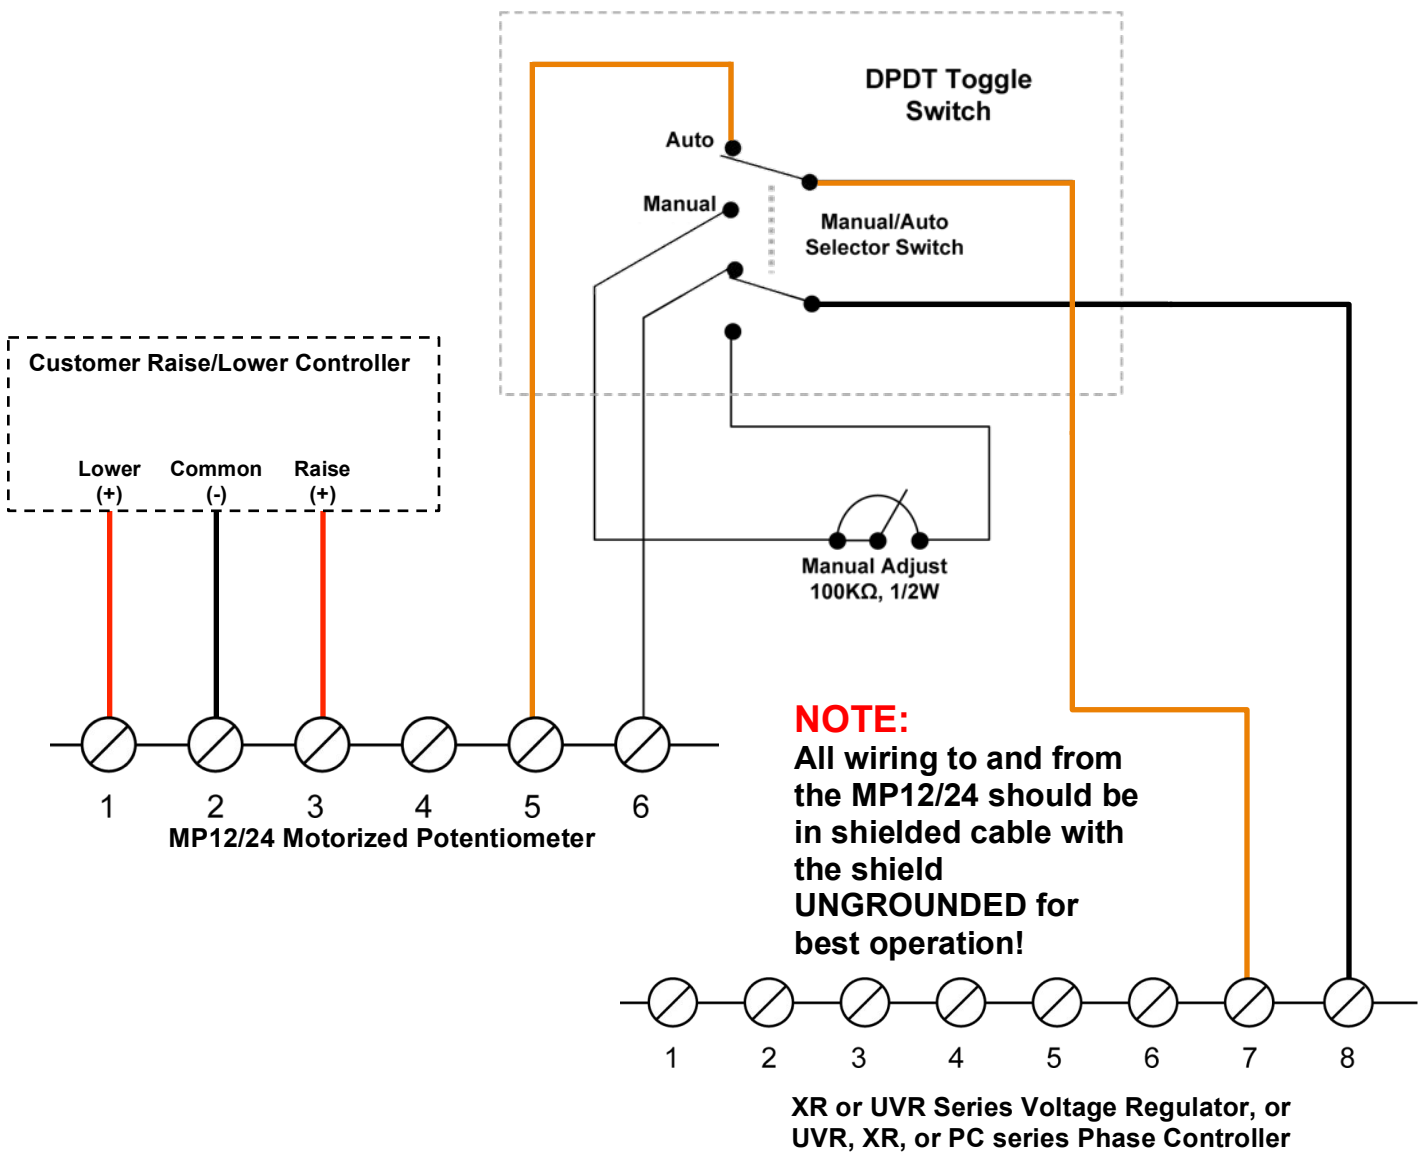 DPDT Toggle
Switch
Auto
Manual
Manual/Auto
Selector Switch
Customer Raise/Lower Controller
Lower
(+)
Common
(-)
Raise
(+)
Manual Adjust
100KΩ, 1/2W
1 2 3 4 5 6
MP12/24 Motorized Potentiometer
NOTE:
All wiring to and from
the MP12/24 should be
in shielded cable with
the shield
UNGROUNDED for
best operation!
1 2 3 4 5 6 7 8
XR or UVR Series Voltage Regulator, or
UVR, XR, or PC series Phase Controller